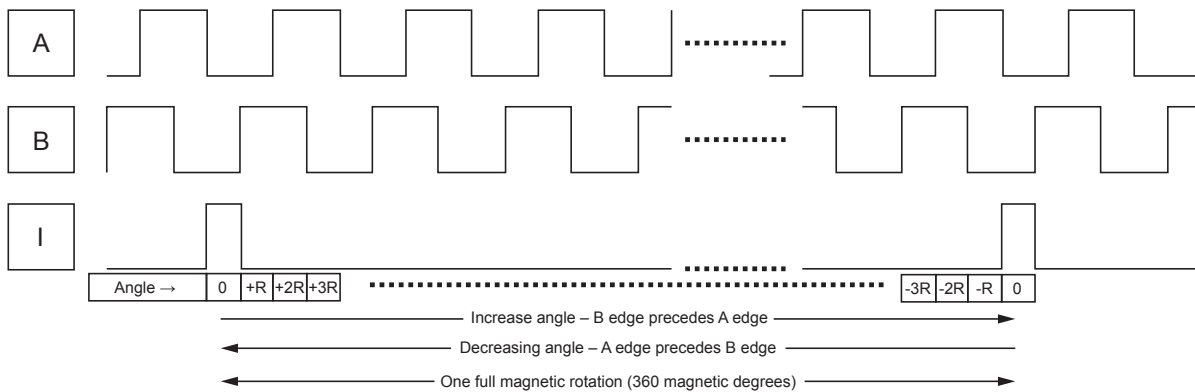 A
B
I
Angle → 0 +R +2R +3R -3R -2R -R 0
Increase angle – B edge precedes A edge
Decreasing angle – A edge precedes B edge
One full magnetic rotation (360 magnetic degrees)